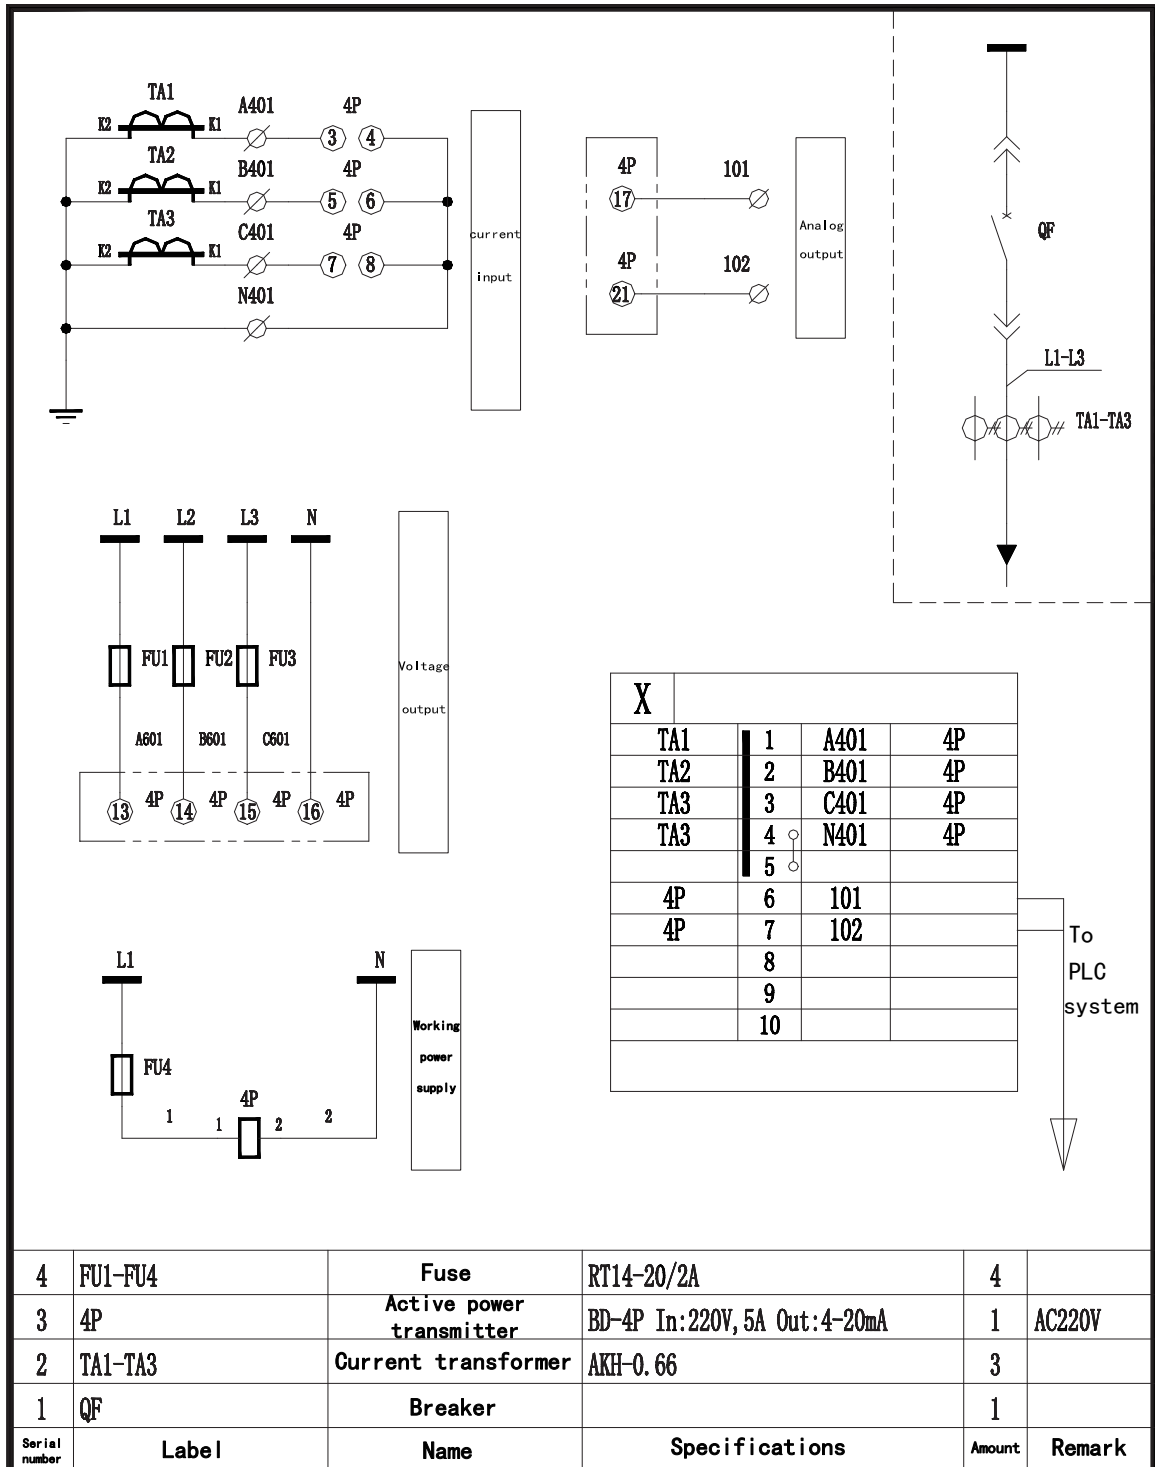 TA1
K2
K1
A401
4P
3
4
TA2
K2
K1
B401
4P
5
6
TA3
K2
K1
C401
4P
7
8
N401
current
input
4P
17
101
4P
21
102
Analog
output
QF
L1-L3
TA1-TA3
L1 L2 L3 N
FU1 FU2 FU3
A601 B601 C601
13 4P 14 4P 15 4P 16 4P
Voltage
output
L1
N
FU4
4P
1 1 2 2
Working
power
supply
X
TA1 1 A401 4P
TA2 2 B401 4P
TA3 3 C401 4P
TA3 4 N401 4P
5
4P 6 101
4P 7 102
8
9
10
To
PLC
system
4 FU1-FU4 Fuse RT14-20/2A 4
3 4P Active power transmitter BD-4P In:220V,5A Out:4-20mA 1 AC220V
2 TA1-TA3 Current transformer AKH-0.66 3
1 QF Breaker 1
Serial number Label Name Specifications Amount Remark